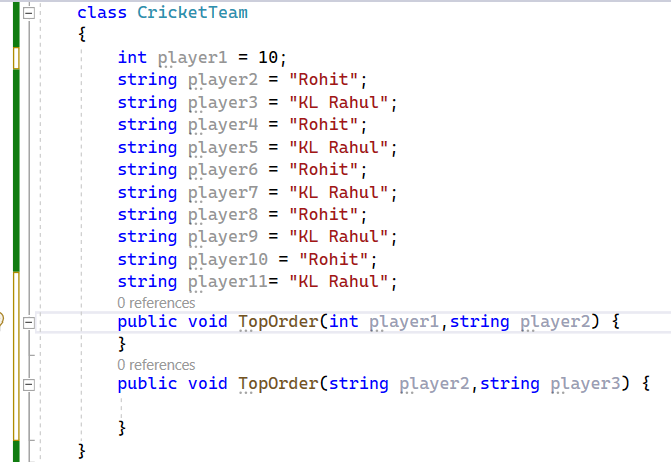 class CricketTeam
{
int player1 = 10;
string player2 = "Rohit";
string player3 = "KL Rahul";
string player4 = "Rohit";
string player5 = "KL Rahul";
string player6 = "Rohit";
string player7 = "KL Rahul";
string player8 = "Rohit";
string player9 = "KL Rahul";
string player10 = "Rohit";
string player11= "KL Rahul";
0 references
public void TopOrder(int player1,string player2) {
}
0 references
public void TopOrder(string player2,string player3) {
}
}